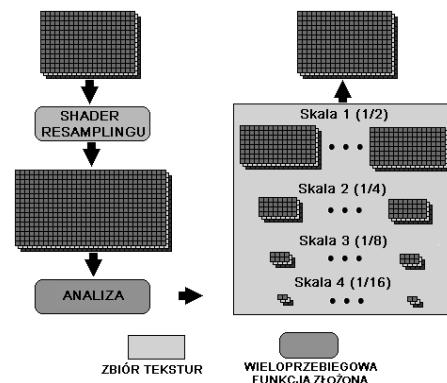 SHADER
RESAMPLINGU
ANALIZA
Skala 1 (1/2)
Skala 2 (1/4)
Skala 3 (1/8)
Skala 4 (1/16)
ZBIÓR TEKSTUR
WIELOPRZEBIEGOWA
FUNKCJA ZŁOŻONA